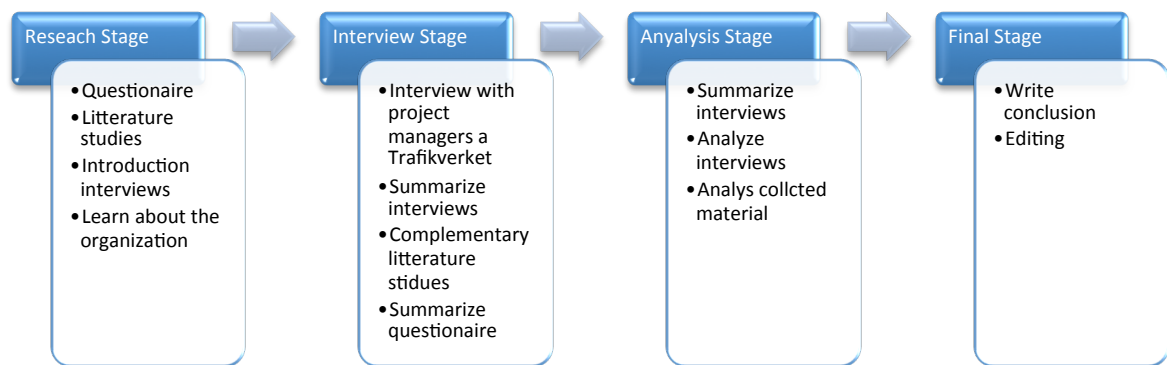 Reseach Stage
•Questionaire
•Litterature
studies
•Introduction
interviews
•Learn about the
organization
Interview Stage
•Interview with
project
managers a
Trafikverket
•Summarize
interviews
•Complementary
litterature
stidues
•Summarize
questionaire
Anyalysis Stage
•Summarize
interviews
•Analyze
interviews
•Analys collcted
material
Final Stage
•Write
conclusion
•Editing